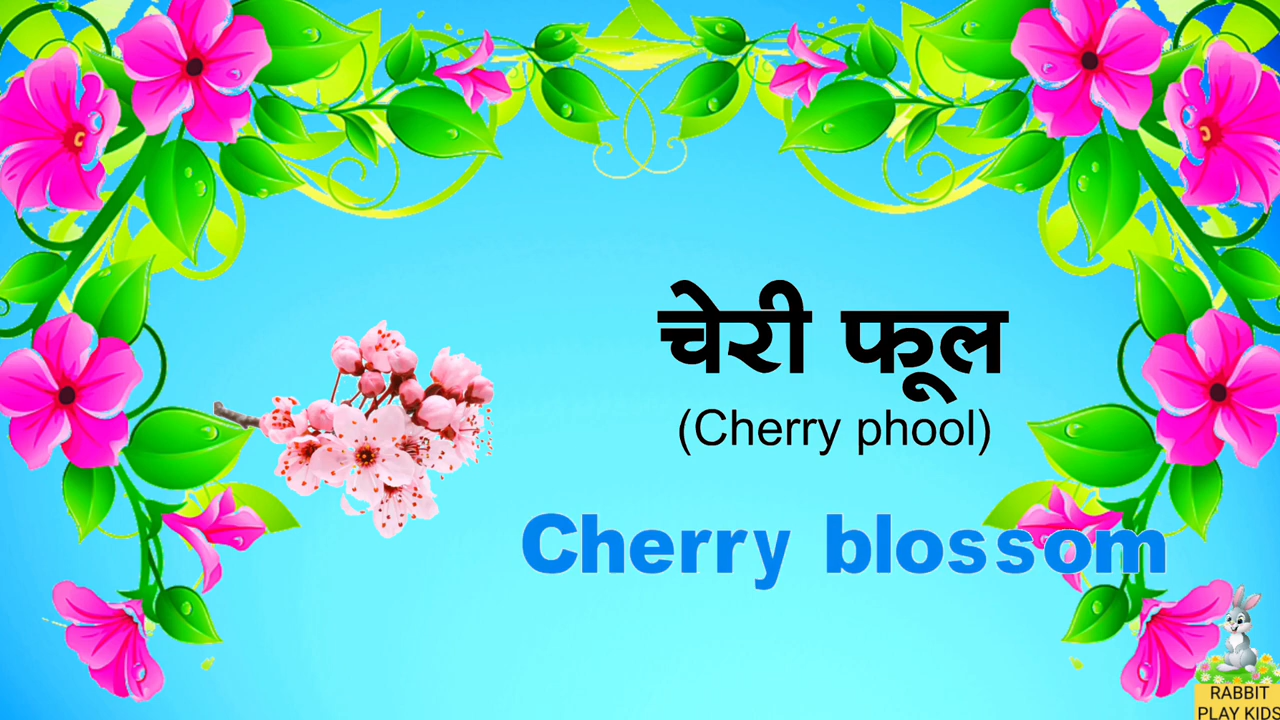 चेरी फूल
(Cherry phool)
Cherry blossom
RABBIT
PLAY KIDS